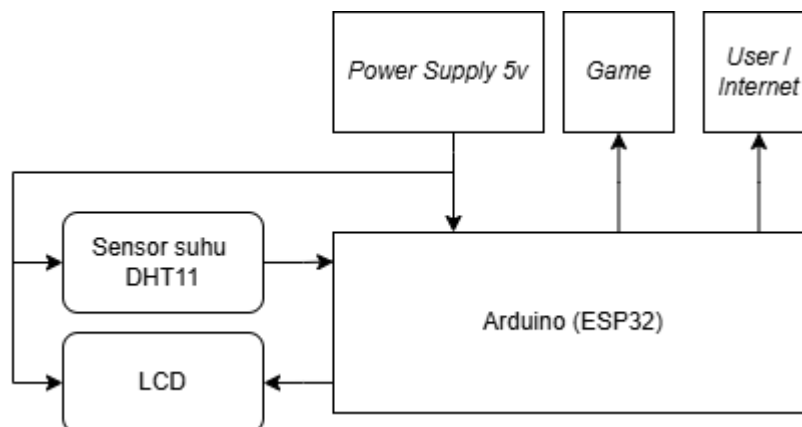 Power Supply 5v
Game
User /
Internet
Sensor suhu
DHT11
Arduino (ESP32)
LCD